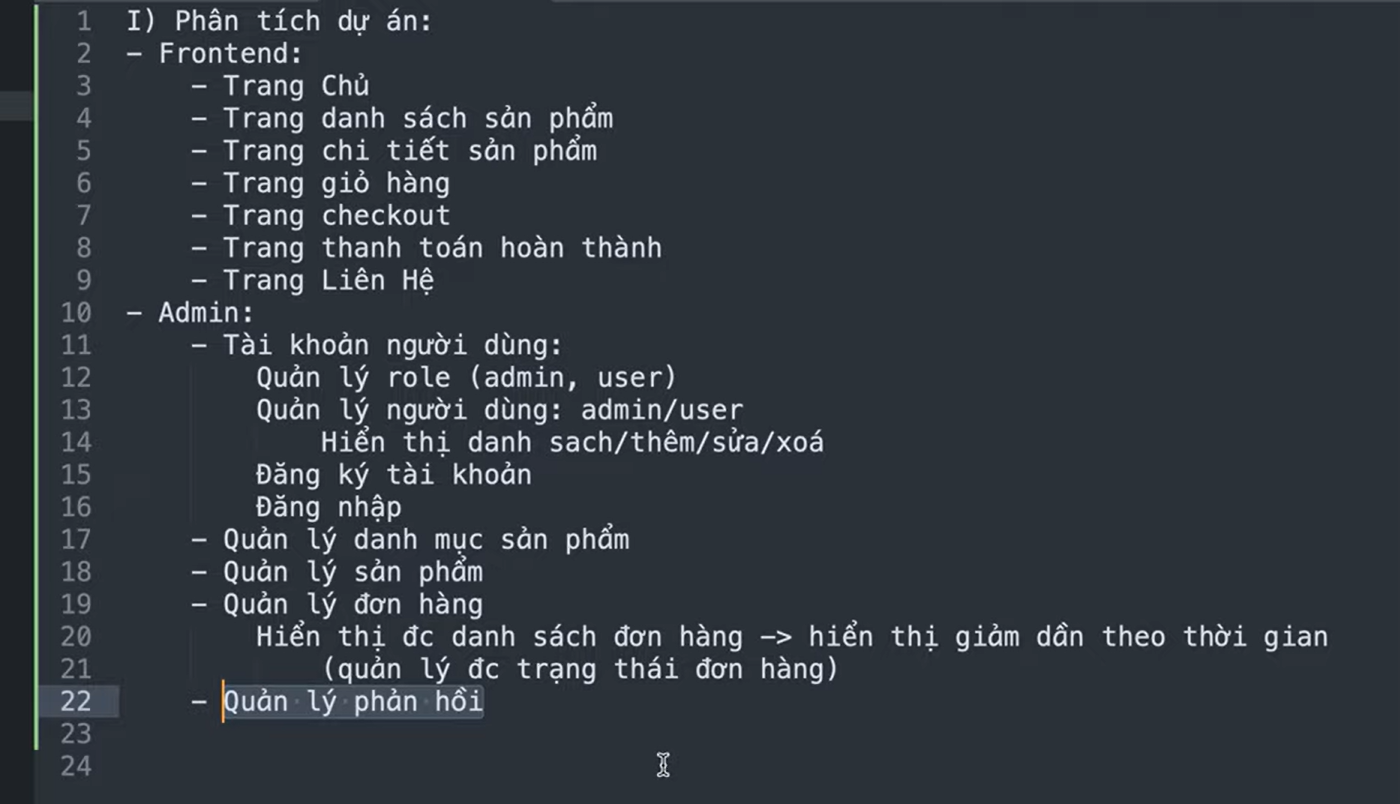 1 I) Phân tích dự án:
2 - Frontend:
3 - Trang Chủ
4 - Trang danh sách sản phẩm
5 - Trang chi tiết sản phẩm
6 - Trang giỏ hàng
7 - Trang checkout
8 - Trang thanh toán hoàn thành
9 - Trang Liên Hệ
10 - Admin:
11 - Tài khoản người dùng:
12 Quản lý role (admin, user)
13 Quản lý người dùng: admin/user
14 Hiển thị danh sach/thêm/sửa/xoá
15 Đăng ký tài khoản
16 Đăng nhập
17 - Quản lý danh mục sản phẩm
18 - Quản lý sản phẩm
19 - Quản lý đơn hàng
20 Hiển thị đc danh sách đơn hàng -> hiển thị giảm dần theo thời gian
21 (quản lý đc trạng thái đơn hàng)
22 - Quản lý phản hồi
23
24